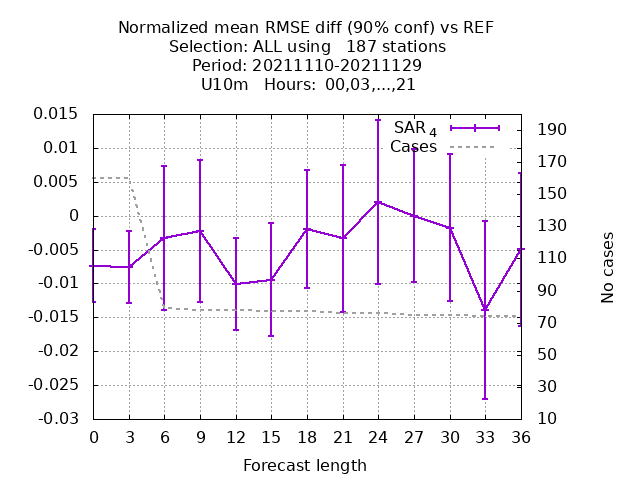 Normalized mean RMSE diff (90% conf) vs REF
Selection: ALL using   187 stations
Period: 20211110-20211129
U10m   Hours: 00,03,...,21
0.015
0.01
0.005
0
-0.005
-0.01
-0.015
-0.02
-0.025
-0.03
SAR4
Cases
190
170
150
130
110
90
70
50
30
10
No cases
0 3 6 9 12 15 18 21 24 27 30 33 36
Forecast length